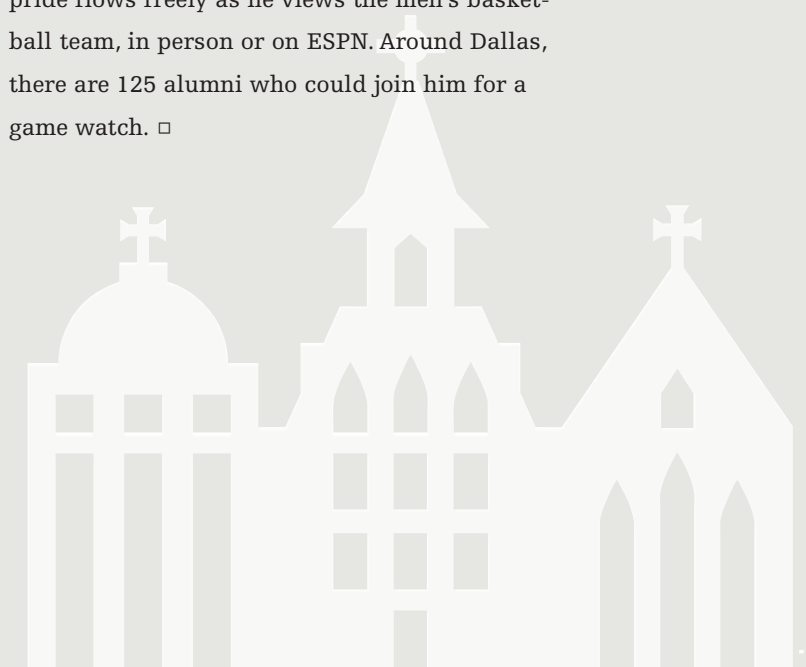 pride flows freely as he views the men's basket-
ball team, in person or on ESPN. Around Dallas,
there are 125 alumni who could join him for a
game watch. □